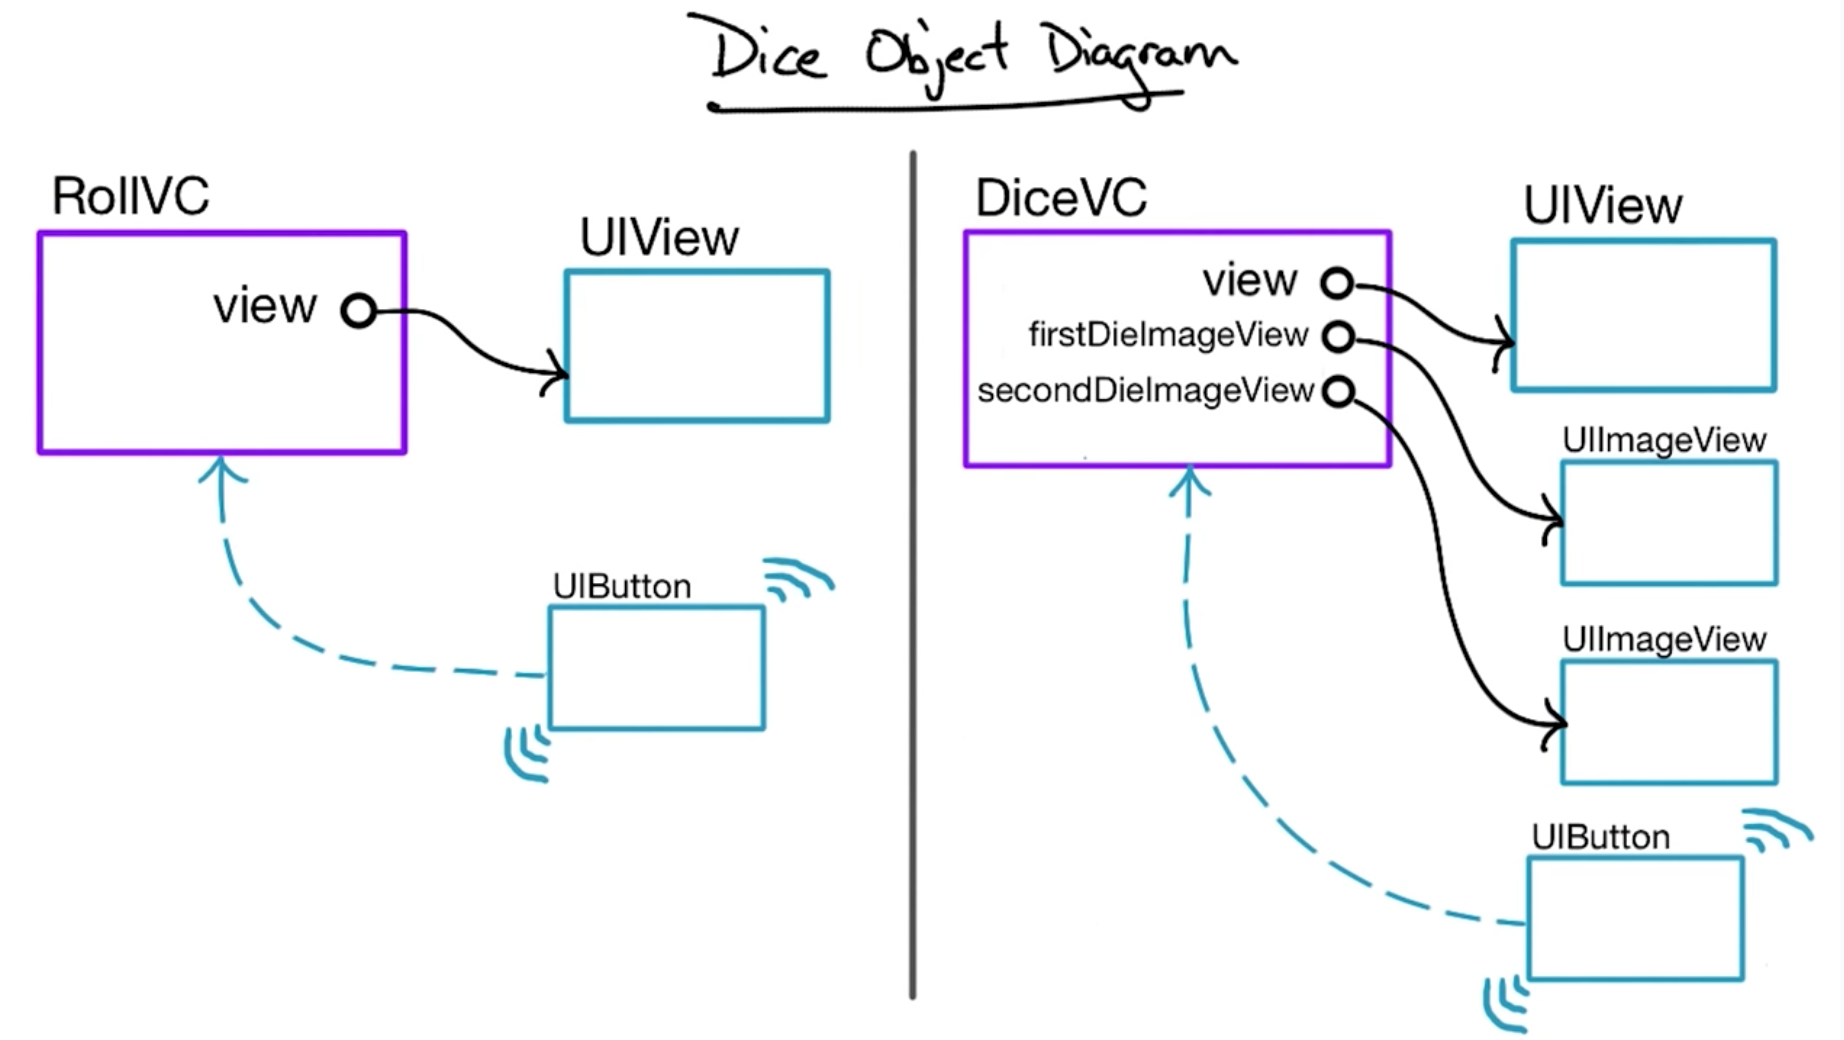 Dice Object Diagram
RollVC
UIView
view
UIButton
DiceVC
UIView
view
firstDieImageView
secondDieImageView
UIImageView
UIImageView
UIButton